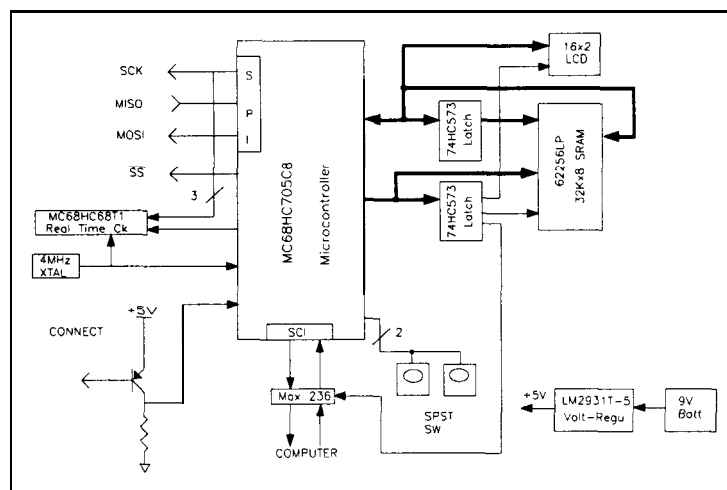 SCK
MISO
MOSI
SS
S
P
I
MC68HC705C8
Microcontroller
SCI
3
MC68HC68T1
Real Time Ck
4MHz
XTAL
CONNECT
+5V
Max 236
COMPUTER
2
SPST
SW
16x2
LCD
74HC573
Latch
74HC573
Latch
62256LP
32Kx8 SRAM
+5V
LM2931T-5
Volt-Regu
9V
Batt